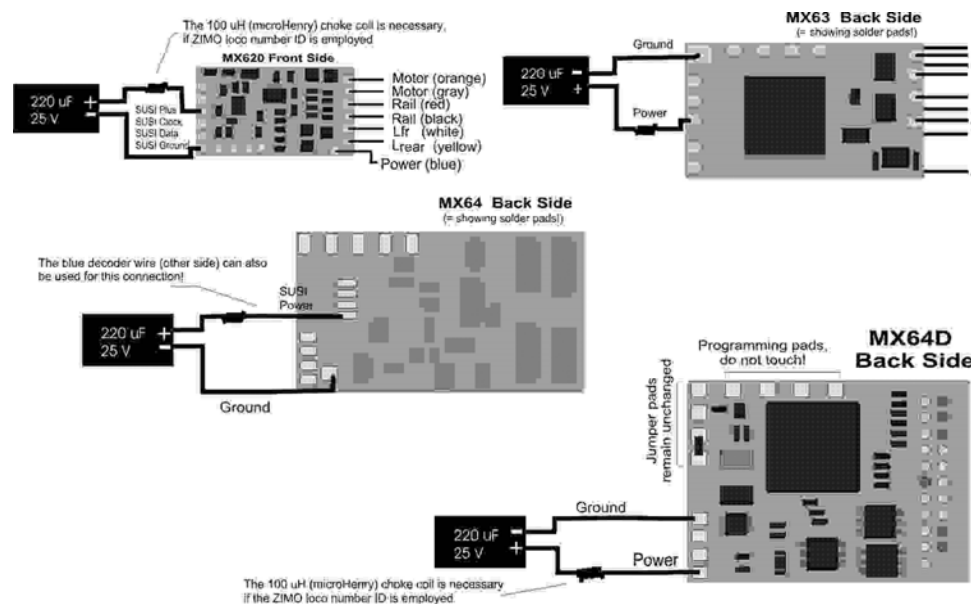 The 100 uH (microHenry) choke coil is necessary,
if ZIMO loco number ID is employed.
MX620 Front Side
220 uF
25 V
+
-
SUSI Plus
SUSI Clock
SUSI Data
SUSI Ground
Motor (orange)
Motor (gray)
Rail (red)
Rail (black)
Lfr (white)
Lrear (yellow)
Power (blue)
MX63 Back Side
(= showing solder pads!)
Ground
220 uF
25 V
-
+
Power
MX64 Back Side
(= showing solder pads!)
The blue decoder wire (other side) can also
be used for this connection!
SUSI
Power
220 uF
25 V
+
-
Ground
MX64D
Back Side
Programming pads,
do not touch!
Jumper pads
remain unchanged
Ground
220 uF
25 V
-
+
Power
The 100 uH (microHenry) choke coil is necessary
if the ZIMO loco number ID is employed.